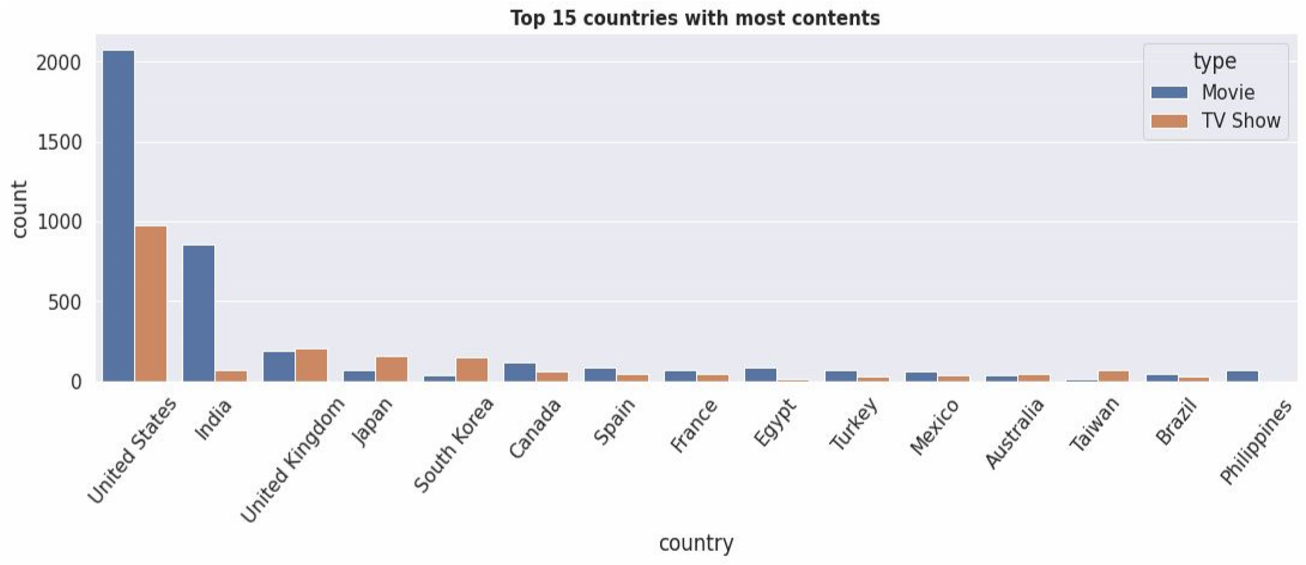 Top 15 countries with most contents
type
Movie
TV Show
count
2000
1500
1000
500
0
United States
India
United Kingdom
Japan
South Korea
Canada
Spain
France
Egypt
Turkey
Mexico
Australia
Taiwan
Brazil
Philippines
country